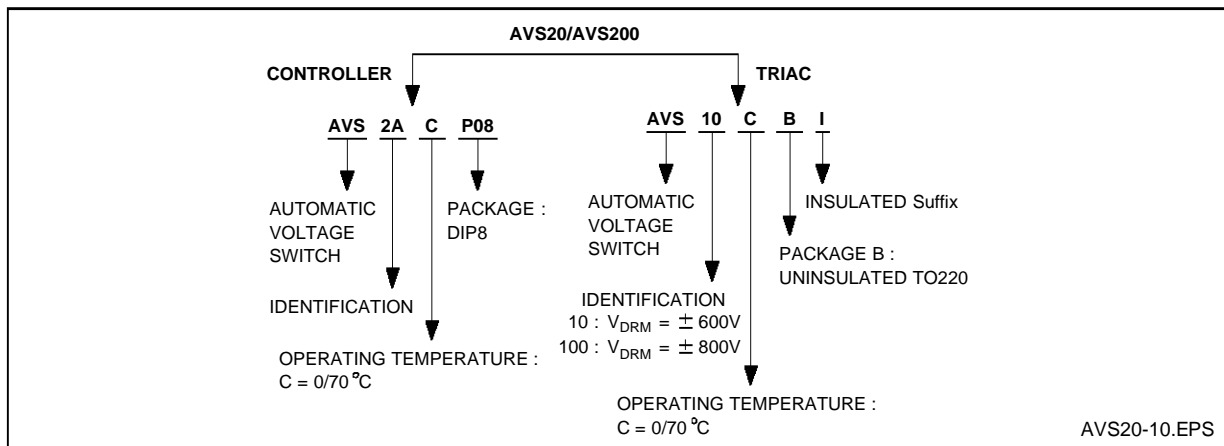 AVS20/AVS200
CONTROLLER
TRIAC
AVS 2A C P08
AVS 10 C B I
AUTOMATIC
VOLTAGE
SWITCH
PACKAGE :
DIP8
IDENTIFICATION
OPERATING TEMPERATURE :
C = 0/70 °C
AUTOMATIC
VOLTAGE
SWITCH
INSULATED Suffix
PACKAGE B :
UNINSULATED TO220
IDENTIFICATION
10 : VDRM = ± 600V
100 : VDRM = ± 800V
OPERATING TEMPERATURE :
C = 0/70 °C
AVS20-10.EPS